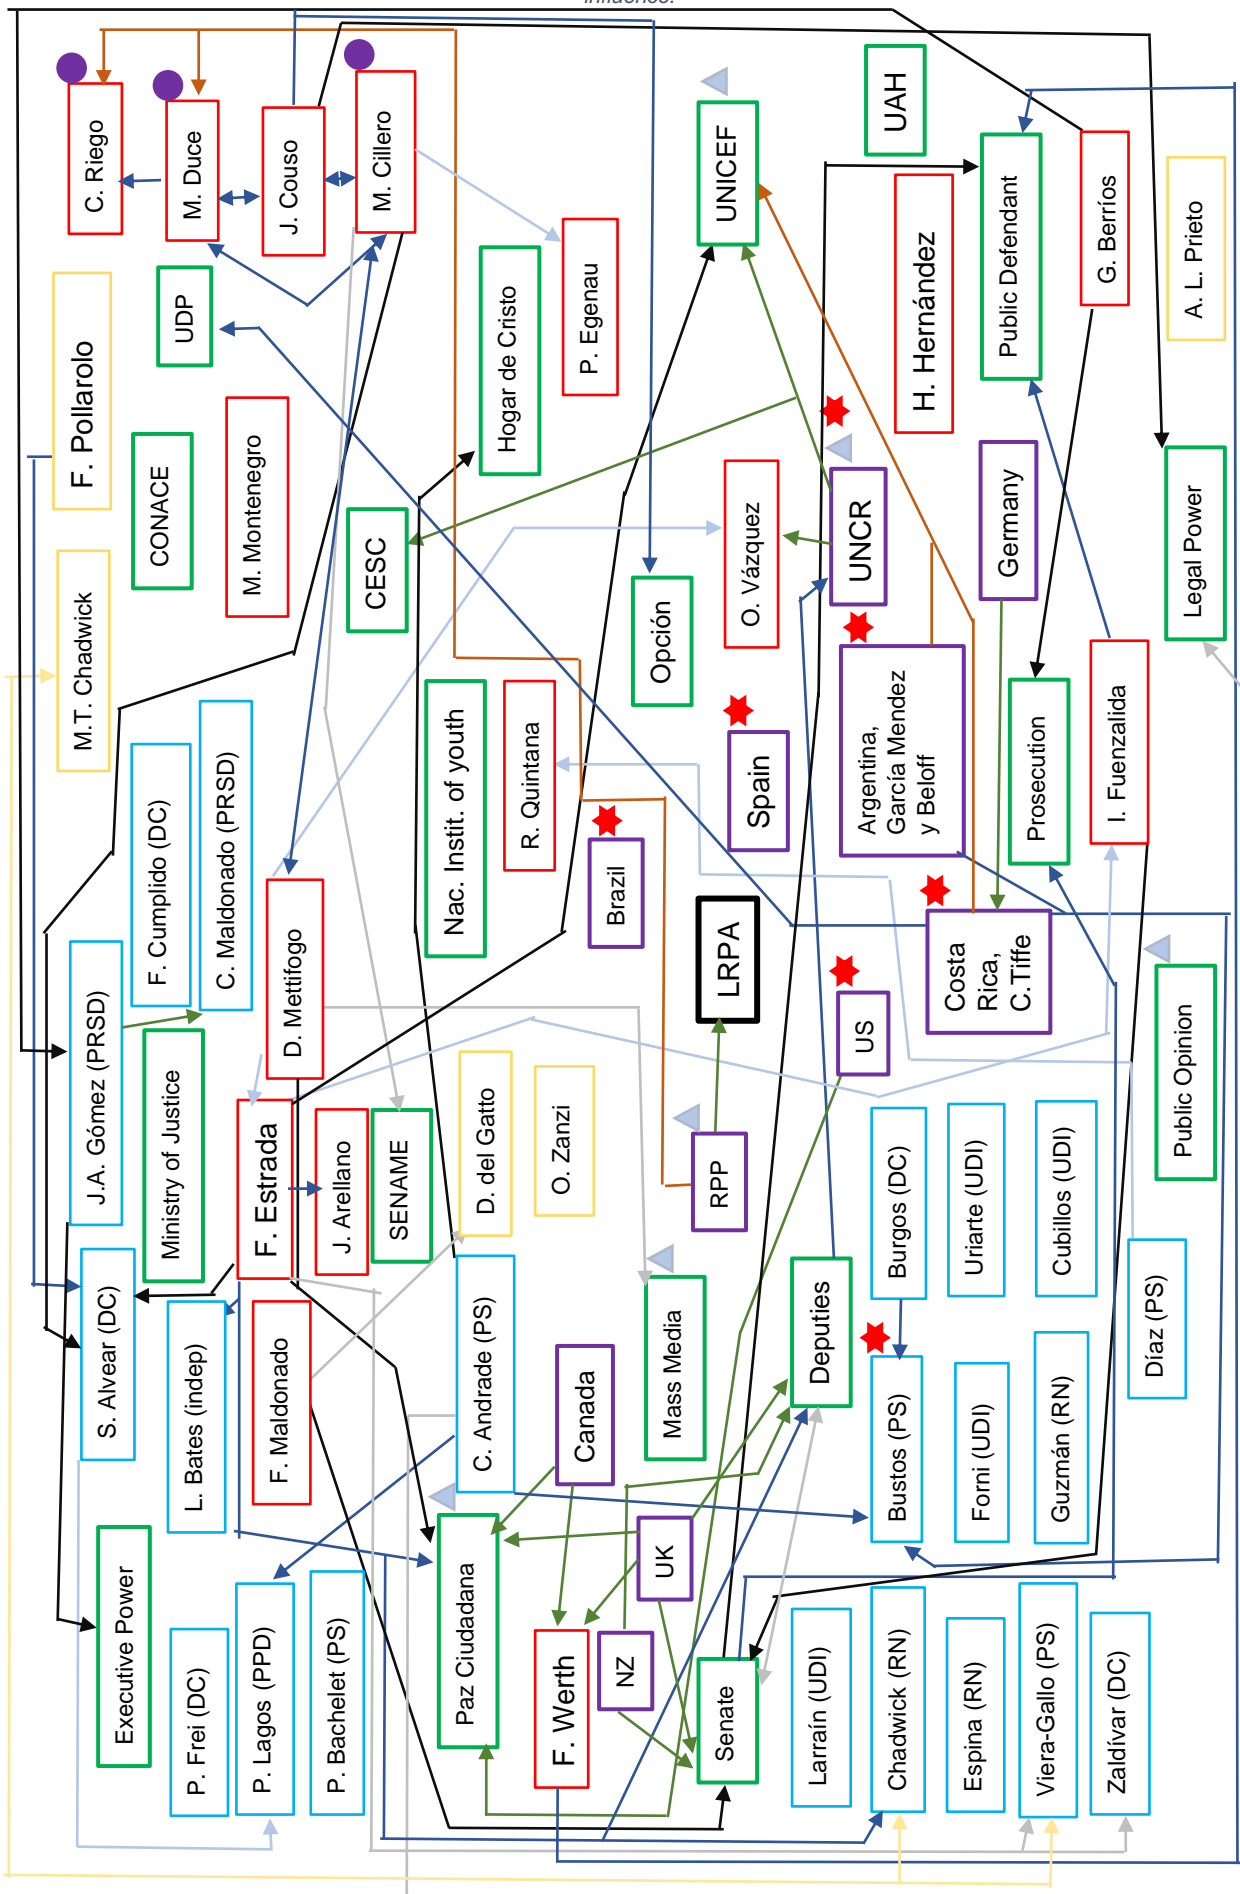 influence.
Executive Power
S. Alvear (DC)
J.A. Gómez (PRSD)
M.T. Chadwick
F. Pollarolo
C. Riego
P. Frei (DC)
L. Bates (indep)
Ministry of Justice
F. Cumplido (DC)
CONACE
UDP
M. Duce
P. Lagos (PPD)
F. Maldonado
F. Estrada
C. Maldonado (PRSD)
M. Montenegro
J. Couso
P. Bachelet (PS)
J. Arellano
D. Mettifogo
CESC
M. Cillero
SENAME
Paz Ciudadana
C. Andrade (PS)
D. del Gatto
Nac. Instit. of youth
Hogar de Cristo
F. Werth
Canada
O. Zanzi
R. Quintana
P. Egenau
NZ
UK
Mass Media
Brazil
Opción
Senate
RPP
LRPA
Spain
O. Vázquez
UNICEF
Larraín (UDI)
Deputies
US
Argentina,
García Mendez
y Beloff
UNCR
UAH
Chadwick (RN)
Bustos (PS)
Burgos (DC)
Costa
Rica,
C.Tiffe
H. Hernández
Espina (RN)
Forni (UDI)
Uriarte (UDI)
Germany
Public Defendant
Viera-Gallo (PS)
Guzmán (RN)
Cubillos (UDI)
Prosecution
Zaldívar (DC)
I. Fuenzalida
G. Berríos
Díaz (PS)
Public Opinion
Legal Power
A. L. Prieto